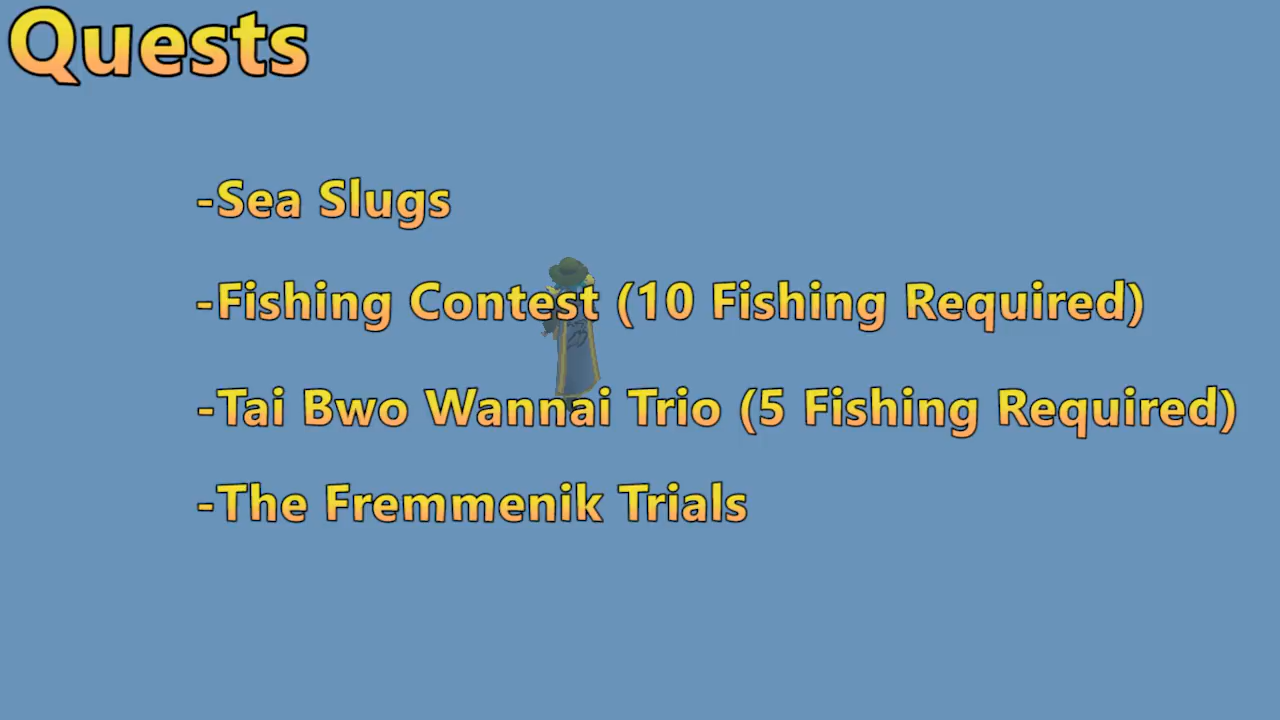 Quests
-Sea Slugs
-Fishing Contest (10 Fishing Required)
-Tai Bwo Wannai Trio (5 Fishing Required)
-The Fremmenik Trials